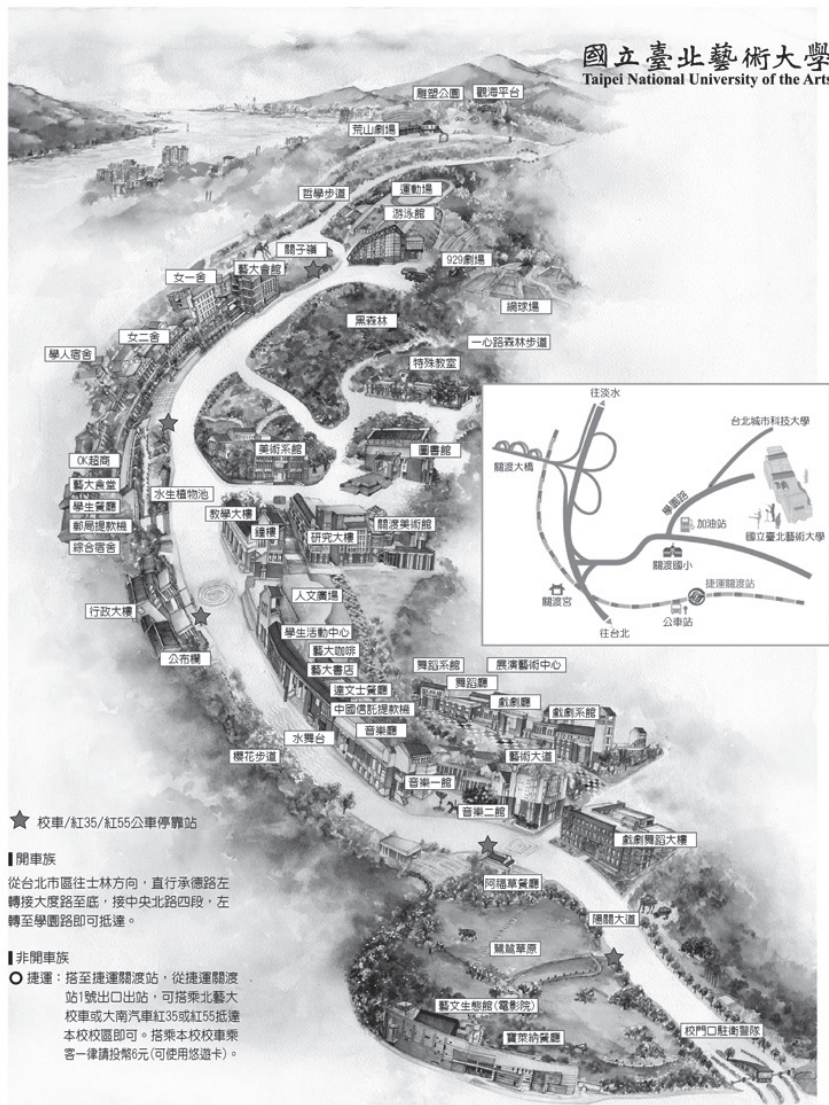 國立臺北藝術大學
Taipei National University of the Arts
雕塑公園
觀海平台
荒山劇場
哲學步道
運動場
游泳館
關子嶺
929劇場
藝大會館
女一舍
網球場
黑森林
女二舍
一心路森林步道
學人宿舍
特殊教室
往淡水
台北城市科技大學
關渡大橋
學園路
加油站
國立臺北藝術大學
關渡國小
捷運關渡站
關渡宮
公車站
往台北
美術系館
圖書館
OK超商
藝大食堂
學生餐廳
郵局提款機
綜合宿舍
水生植物池
教學大樓
鐘樓
研究大樓
關渡美術館
行政大樓
人文廣場
公布欄
學生活動中心
藝大咖啡
藝大書店
達文士餐廳
中國信託提款機
音樂廳
舞蹈系館
展演藝術中心
舞蹈廳
戲劇廳
戲劇系館
水舞台
櫻花步道
藝術大道
音樂一館
音樂二館
戲劇舞蹈大樓
阿福草餐廳
陽關大道
鷺鷥草原
藝文生態館(電影院)
寶萊納餐廳
校門口駐衛警隊
校車/紅35/紅55公車停靠站
開車族
從台北市區往士林方向，直行承德路左
轉接大度路至底，接中央北路四段，左
轉至學園路即可抵達。
非開車族
捷運：搭至捷運關渡站，從捷運關渡
站1號出口出站，可搭乘北藝大
校車或大南汽車紅35或紅55抵達
本校校區即可。搭乘本校校車乘
客一律請投幣6元(可使用悠遊卡)。